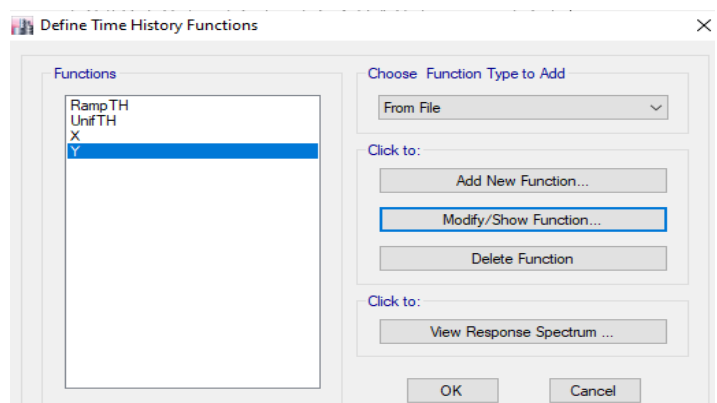 Define Time History Functions
Functions
RampTH
UnifTH
X
Y
Choose Function Type to Add
From File
Click to:
Add New Function...
Modify/Show Function...
Delete Function
Click to:
View Response Spectrum ...
OK
Cancel